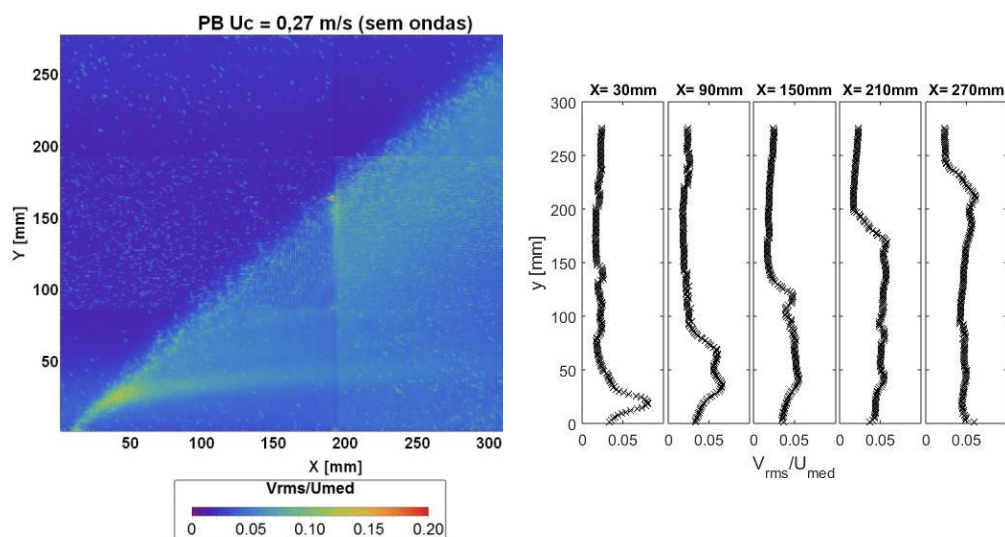 PB Uc = 0,27 m/s (sem ondas)
250
200
150
100
50
Y [mm]
50 100 150 200 250 300
X [mm]
Vrms/Umed
0 0.05 0.10 0.15 0.20
X= 30mm X= 90mm X= 150mm X= 210mm X= 270mm
300
250
200
150
100
50
0
y [mm]
0 0.05 0 0.05 0 0.05 0 0.05 0 0.05
V_rms/U_med